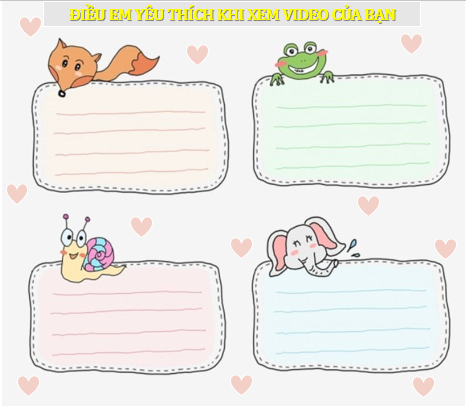 ĐIỀU EM YÊU THÍCH KHI XEM VIDEO CỦA BẠN